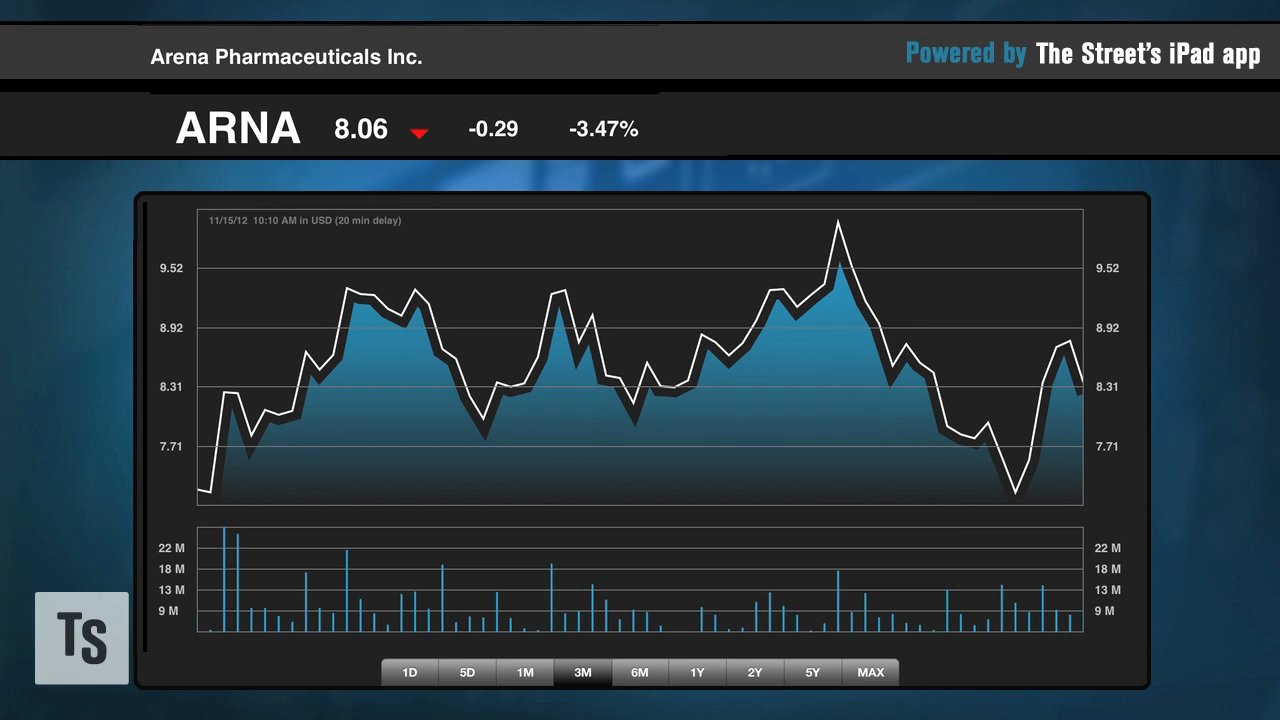 Arena Pharmaceuticals Inc.
Powered by The Street's iPad app
ARNA 8.06 -0.29 -3.47%
11/15/12 10:10 AM in USD (20 min delay)
9.52 9.52
8.92 8.92
8.31 8.31
7.71 7.71
22 M 22 M
18 M 18 M
13 M 13 M
9 M 9 M
Ts
1D 5D 1M 3M 6M 1Y 2Y 5Y MAX